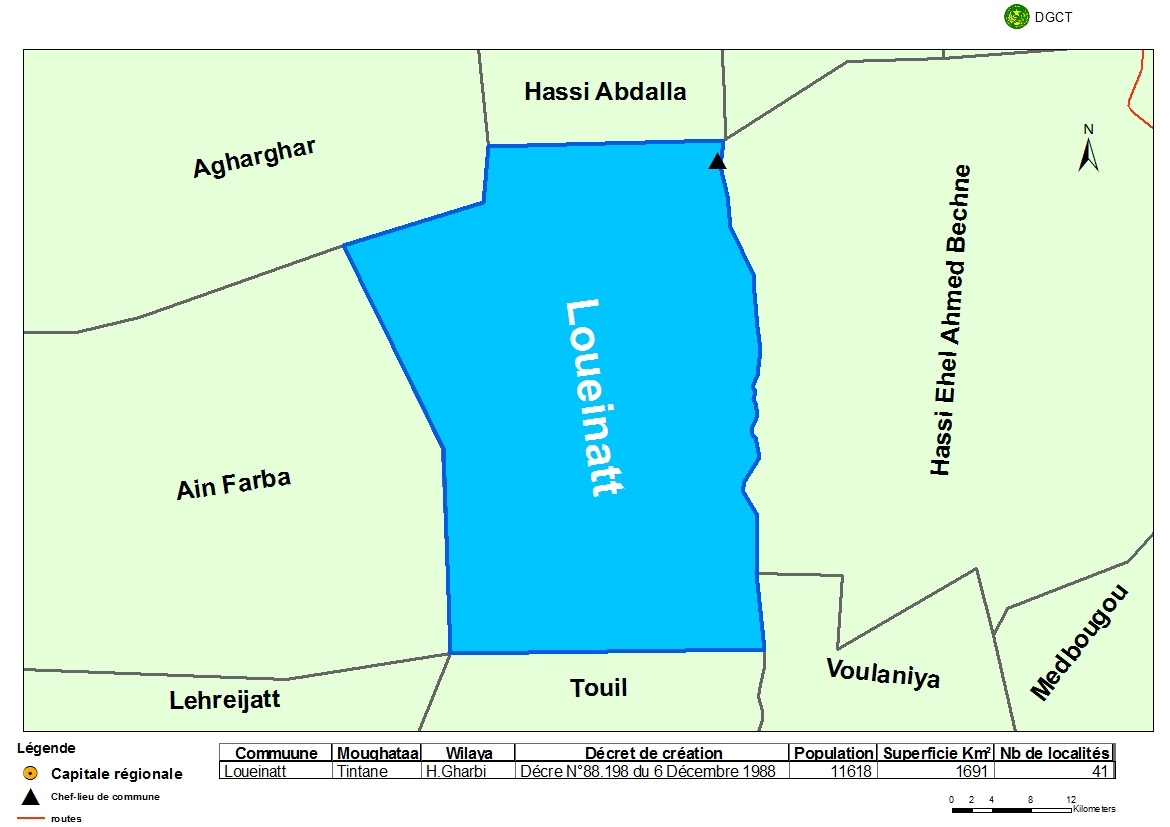 DGCT
Hassi Abdalla
Agharghar
N
Hassi Ehel Ahmed Bechne
Loueinatt
Ain Farba
Medbougou
Voulaniya
Touil
Lehreijatt
Légende
Capitale régionale
Chef-lieu de commune
routes
Commuune Moughataa Wilaya Décret de création Population Superficie Km² Nb de localités
Loueinatt Tintane H.Gharbi Décre N°88.198 du 6 Décembre 1988 11618 1691 41
0 2 4 8 12
Kilometers